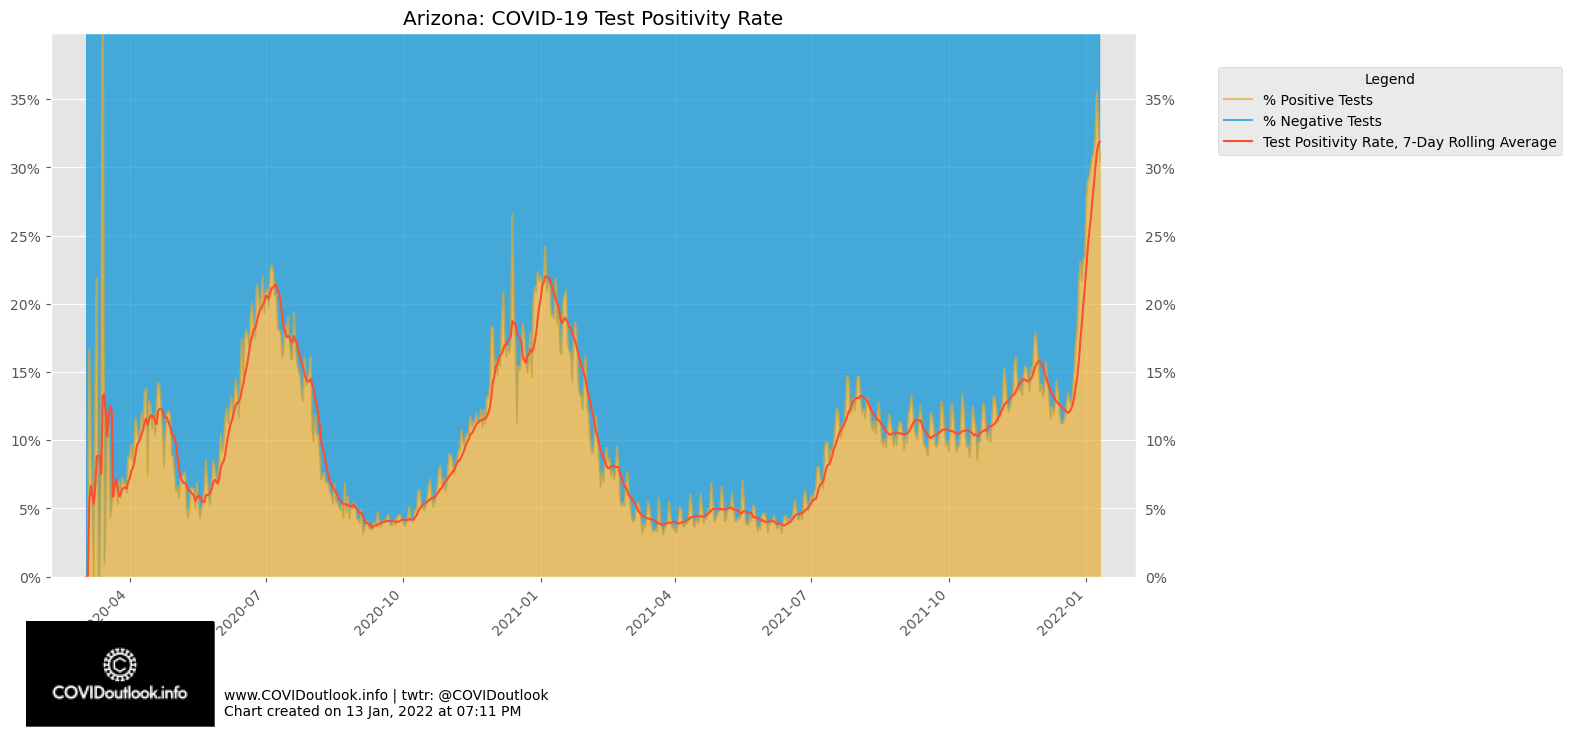 Arizona: COVID-19 Test Positivity Rate
Legend
% Positive Tests
% Negative Tests
Test Positivity Rate, 7-Day Rolling Average
35% 35%
30% 30%
25% 25%
20% 20%
15% 15%
10% 10%
5% 5%
0% 0%
20-04 2020-07 2020-10 2021-01 2021-04 2021-07 2021-10 2022-01
COVIDoutlook.info
www.COVIDoutlook.info | twtr: @COVIDoutlook
Chart created on 13 Jan, 2022 at 07:11 PM